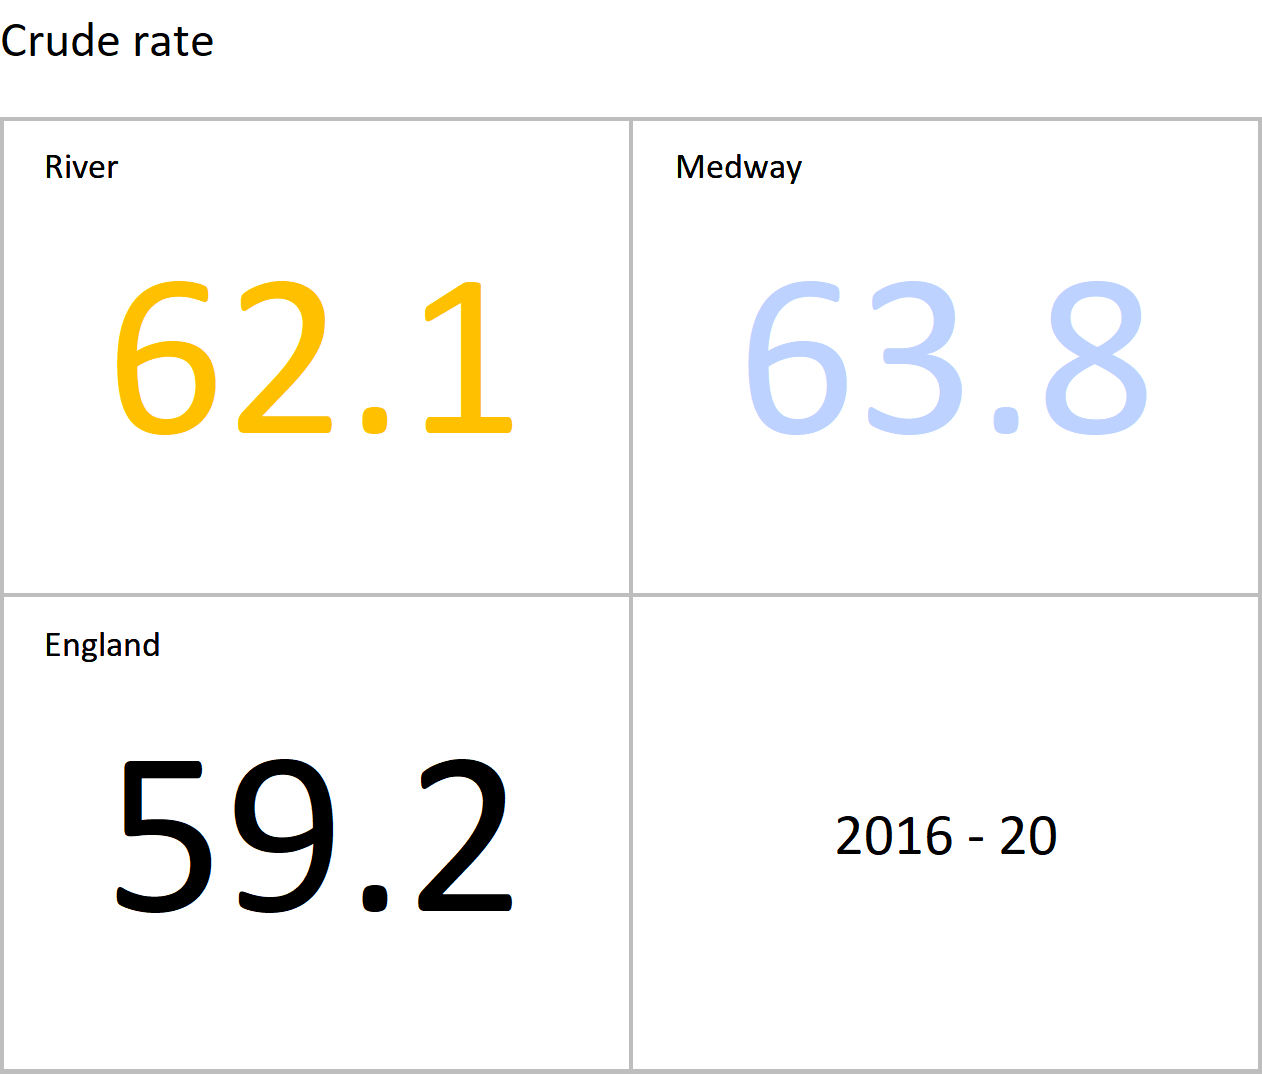 Crude rate
River
62.1
Medway
63.8
England
59.2
2016 - 20